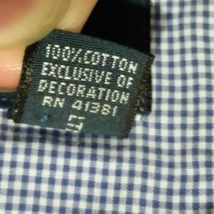 100% COTTON
EXCLUSIVE OF
DECORATION
RN 41381